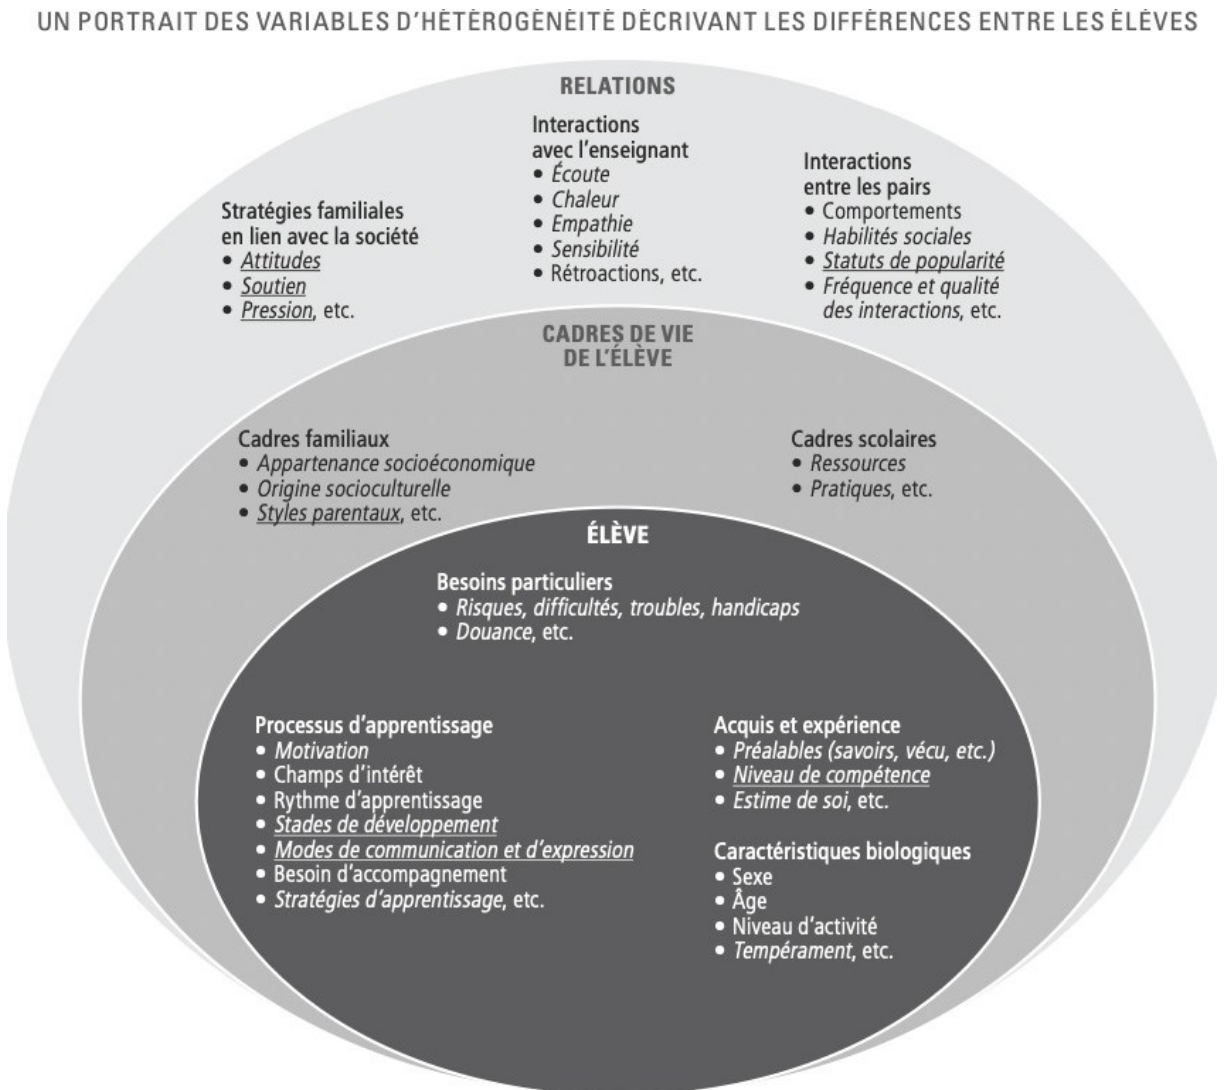 UN PORTRAIT DES VARIABLES D'HÉTÉROGÉNÉITÉ DÉCRIVANT LES DIFFÉRENCES ENTRE LES ÉLÈVES
RELATIONS
Stratégies familiales
en lien avec la société
• Attitudes
• Soutien
• Pression, etc.
Interactions
avec l'enseignant
• Écoute
• Chaleur
• Empathie
• Sensibilité
• Rétroactions, etc.
Interactions
entre les pairs
• Comportements
• Habilités sociales
• Statuts de popularité
• Fréquence et qualité
des interactions, etc.
CADRES DE VIE
DE L'ÉLÈVE
Cadres familiaux
• Appartenance socioéconomique
• Origine socioculturelle
• Styles parentaux, etc.
Cadres scolaires
• Ressources
• Pratiques, etc.
ÉLÈVE
Besoins particuliers
• Risques, difficultés, troubles, handicaps
• Douance, etc.
Processus d'apprentissage
• Motivation
• Champs d'intérêt
• Rythme d'apprentissage
• Stades de développement
• Modes de communication et d'expression
• Besoin d'accompagnement
• Stratégies d'apprentissage, etc.
Acquis et expérience
• Préalables (savoirs, vécu, etc.)
• Niveau de compétence
• Estime de soi, etc.
Caractéristiques biologiques
• Sexe
• Âge
• Niveau d'activité
• Tempérament, etc.